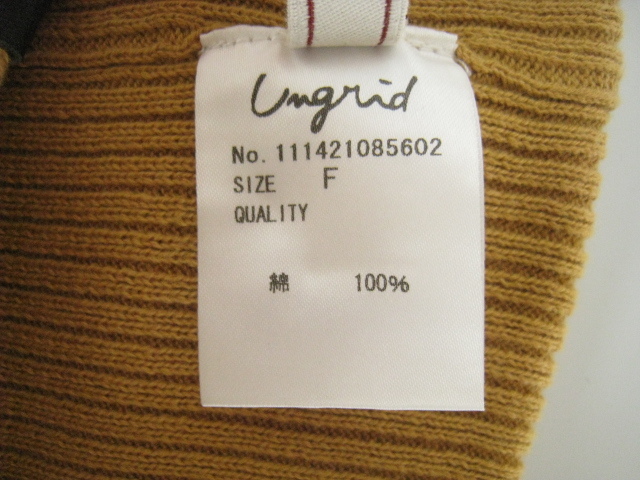 Ungrid
No. 111421085602
SIZE F
QUALITY
綿 100%